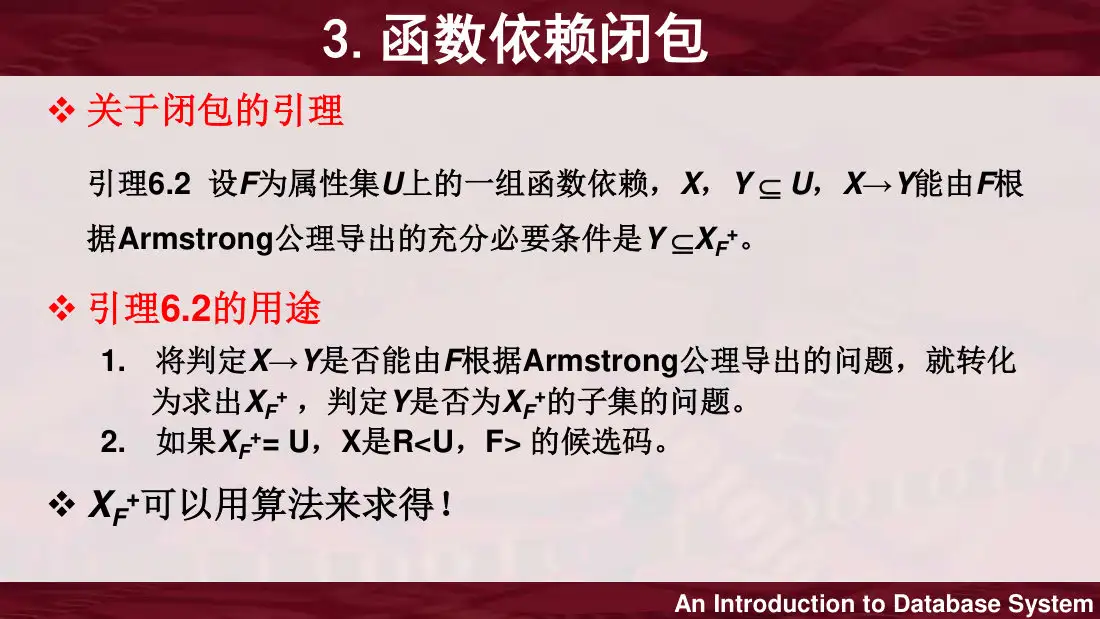 3.函数依赖闭包
❖ 关于闭包的引理
引理6.2 设F为属性集U上的一组函数依赖，X，Y ⊆ U，X→Y能由F根
据Armstrong公理导出的充分必要条件是Y ⊆XF+。
❖ 引理6.2的用途
1. 将判定X→Y是否能由F根据Armstrong公理导出的问题，就转化
为求出XF+ ，判定Y是否为XF+的子集的问题。
2. 如果XF+= U，X是R<U，F> 的候选码。
❖ XF+可以用算法来求得！
An Introduction to Database System